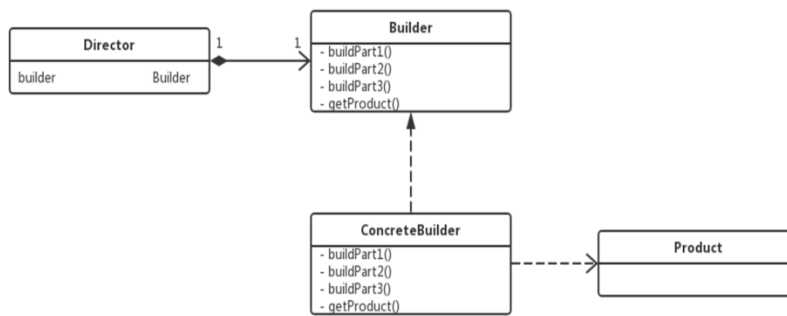 Director
builder Builder
1
1
Builder
- buildPart1()
- buildPart2()
- buildPart3()
- getProduct()
ConcreteBuilder
- buildPart1()
- buildPart2()
- buildPart3()
- getProduct()
Product